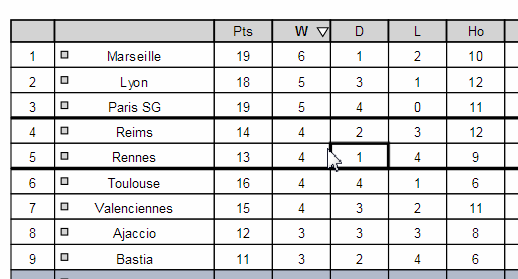 Pts W D L Ho
1 Marseille 19 6 1 2 10
2 Lyon 18 5 3 1 12
3 Paris SG 19 5 4 0 11
4 Reims 14 4 2 3 12
5 Rennes 13 4 1 4 9
6 Toulouse 16 4 4 1 6
7 Valenciennes 15 4 3 2 11
8 Ajaccio 12 3 3 3 8
9 Bastia 11 3 2 4 6